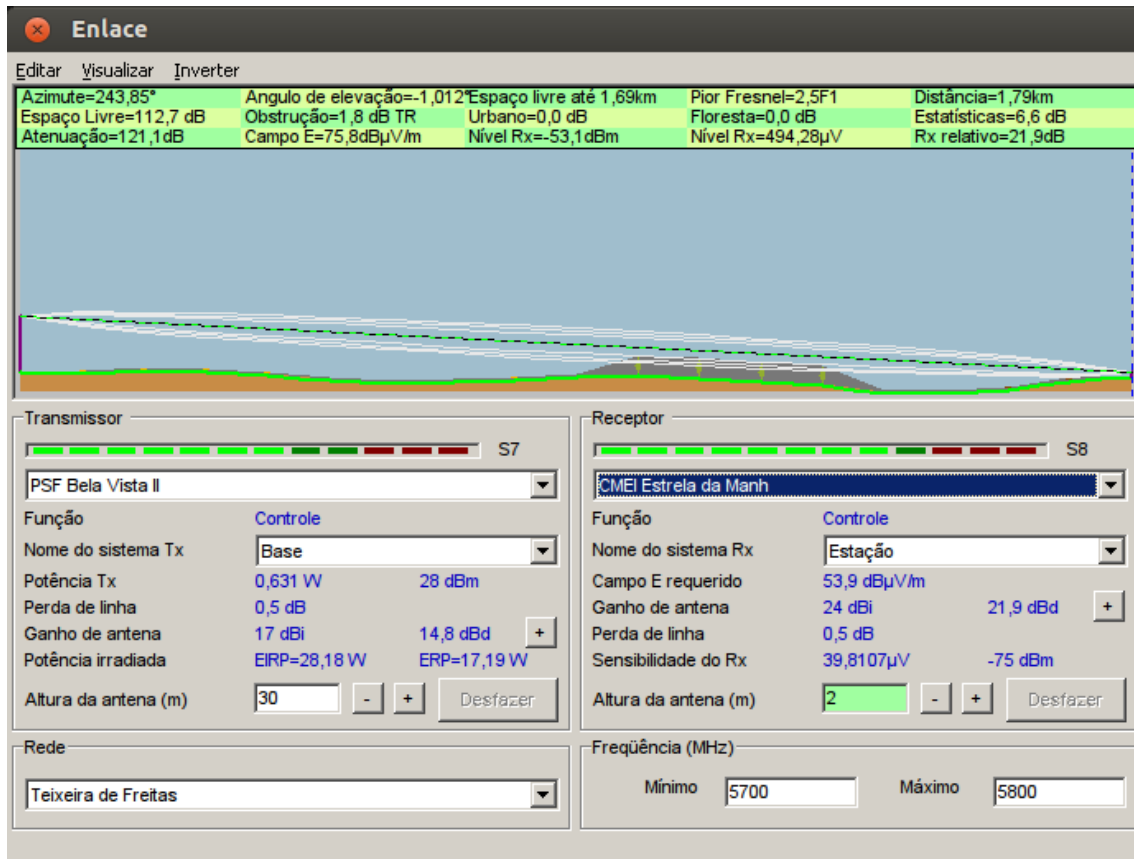 Enlace
Editar Visualizar Inverter
Azimute=243,85° Angulo de elevação=-1,012° Espaço livre até 1,69km Pior Fresnel=2,5F1 Distância=1,79km
Espaço Livre=112,7 dB Obstrução=1,8 dB TR Urbano=0,0 dB Floresta=0,0 dB Estatísticas=6,6 dB
Atenuação=121,1dB Campo E=75,8dBµV/m Nível Rx=-53,1dBm Nível Rx=494,28µV Rx relativo=21,9dB
Transmissor
S7
PSF Bela Vista II
Função Controle
Nome do sistema Tx Base
Potência Tx 0,631 W 28 dBm
Perda de linha 0,5 dB
Ganho de antena 17 dBi 14,8 dBd +
Potência irradiada EIRP=28,18 W ERP=17,19 W
Altura da antena (m) 30 - + Desfazer
Rede
Teixeira de Freitas
Receptor
S8
CMEI Estrela da Manh
Função Controle
Nome do sistema Rx Estação
Campo E requerido 53,9 dBµV/m
Ganho de antena 24 dBi 21,9 dBd +
Perda de linha 0,5 dB
Sensibilidade do Rx 39,8107µV -75 dBm
Altura da antena (m) 2 - + Desfazer
Freqüência (MHz)
Mínimo 5700 Máximo 5800